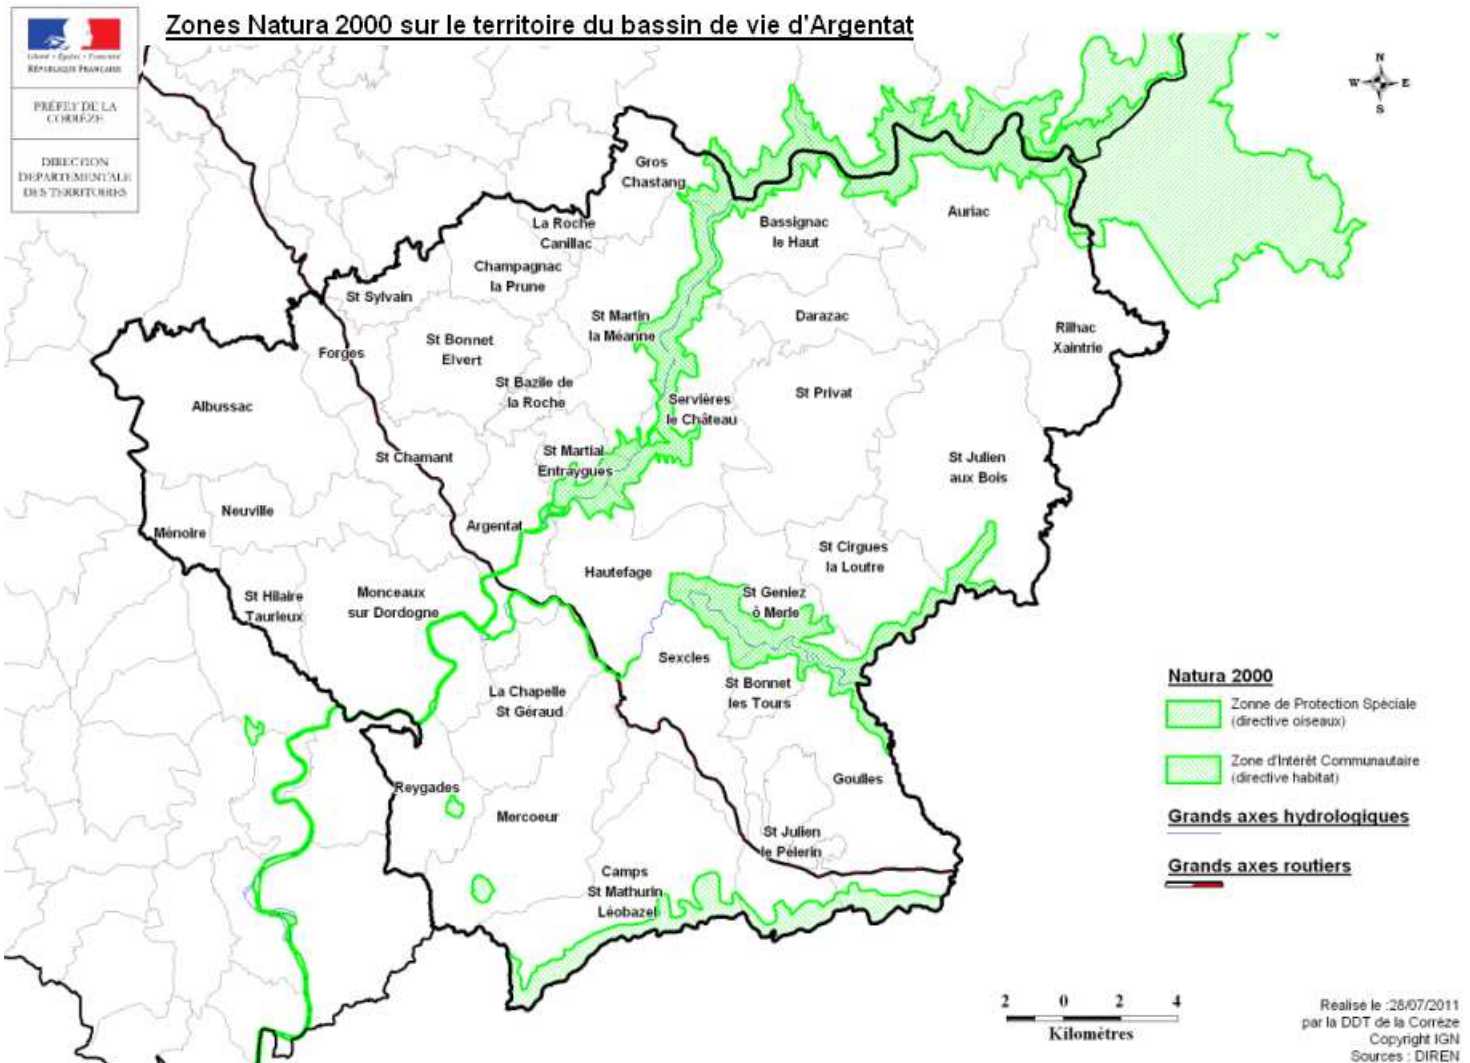 Zones Natura 2000 sur le territoire du bassin de vie d'Argentat
Liberté • Égalité • Fraternité
RÉPUBLIQUE FRANÇAISE
PRÉFET DE LA
CORRÈZE
DIRECTION
DEPARTEMENTALE
DES TERRITOIRES
N
W E
S
Gros
Chastang
La Roche
Canillac
Bassignac
le Haut
Auriac
Champagnac
la Prune
St Sylvain
St Martin
la Méanne
Darazac
Rilhac
Xaintrie
Forges
St Bonnet
Elvert
St Bazile de
la Roche
St Privat
Servières
le Château
Albussac
St Chamant
St Martial
Entraygues
St Julien
aux Bois
Neuville
Ménoire
Argentat
St Cirgues
la Loutre
Hautefage
St Hilaire
Taurieux
Monceaux
sur Dordogne
St Geniez
ô Merle
Sexcles
La Chapelle
St Géraud
St Bonnet
les Tours
Reygades
Goulles
Mercoeur
St Julien
le Pélerin
Camps
St Mathurin
Léobazel
Natura 2000
Zonne de Protection Spéciale
(directive oiseaux)
Zone d'Interêt Communautaire
(directive habitat)
Grands axes hydrologiques
Grands axes routiers
2 0 2 4
Kilomètres
Réalisé le :28/07/2011
par la DDT de la Corrèze
Copyright IGN
Sources : DIREN